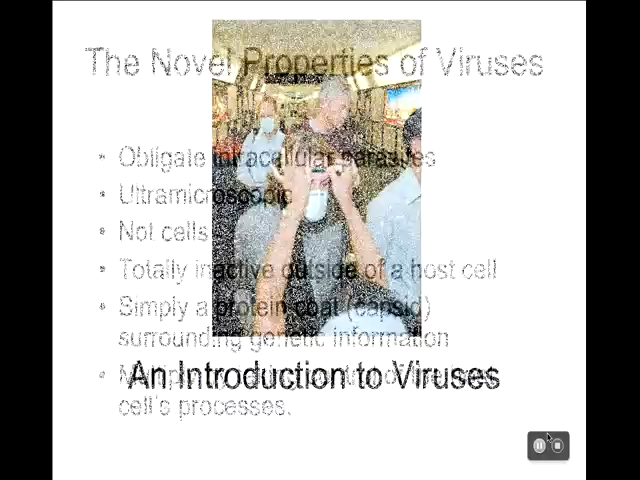 The Novel Properties of Viruses
• Obligate intracellular parasites
• Ultramicroscopic
• Not cells
• Totally inactive outside of a host cell
• Simply a protein coat (capsid)
surrounding genetic information
An Introduction to Viruses
cell's processes.